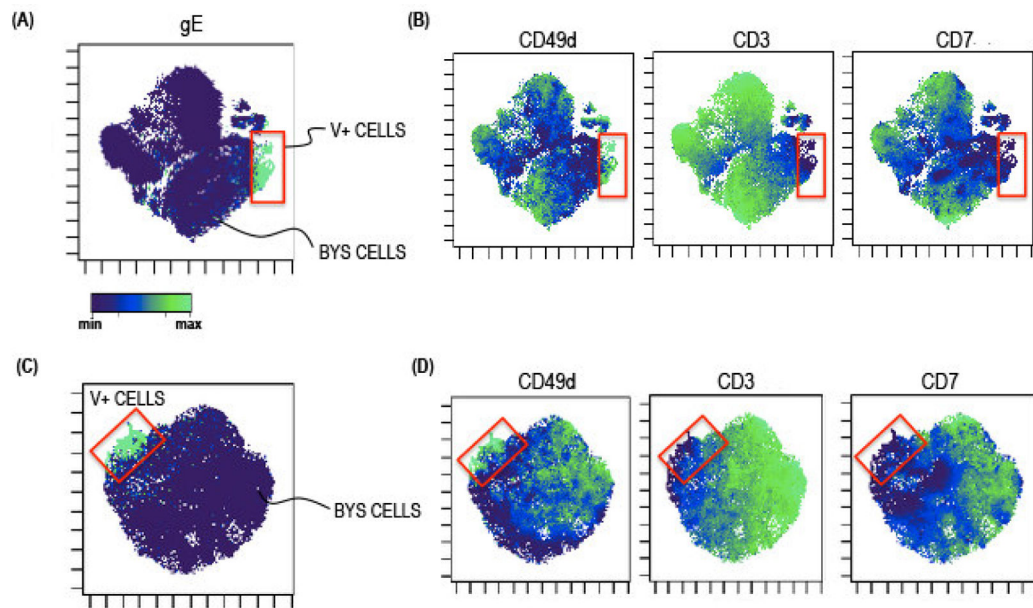 (A)
gE
V+ CELLS
BYS CELLS
min
max
(B)
CD49d
CD3
CD7
(C)
V+ CELLS
BYS CELLS
(D)
CD49d
CD3
CD7